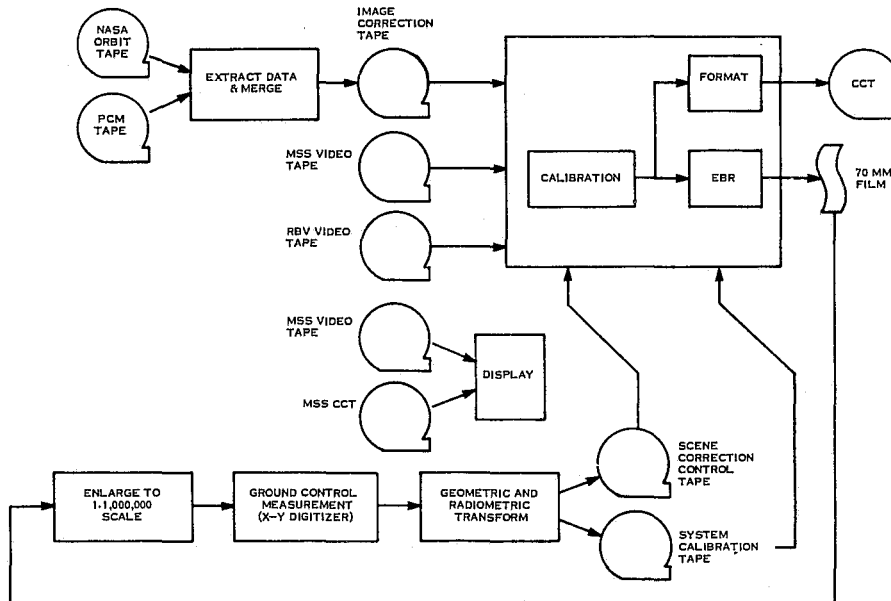 NASA
ORBIT
TAPE
PCM
TAPE
EXTRACT DATA
& MERGE
IMAGE
CORRECTION
TAPE
MSS VIDEO
TAPE
RBV VIDEO
TAPE
CALIBRATION
FORMAT
EBR
CCT
70 MM
FILM
MSS VIDEO
TAPE
MSS CCT
DISPLAY
ENLARGE TO
1:1,000,000
SCALE
GROUND CONTROL
MEASUREMENT
(X-Y DIGITIZER)
GEOMETRIC AND
RADIOMETRIC
TRANSFORM
SCENE
CORRECTION
CONTROL
TAPE
SYSTEM
CALIBRATION
TAPE